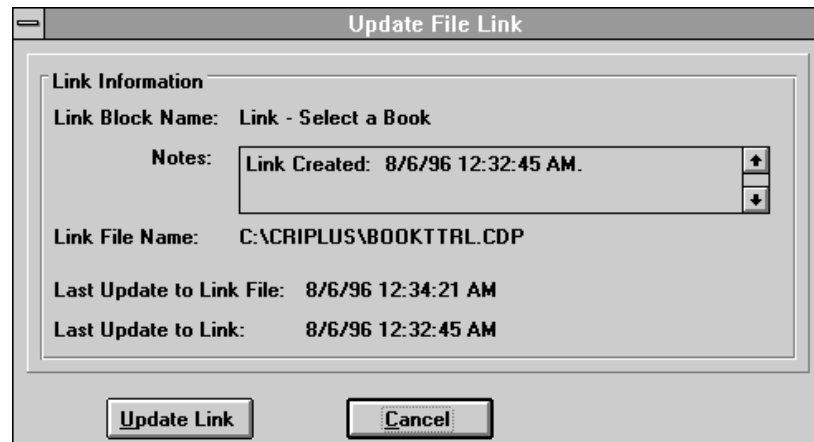 Update File Link
Link Information
Link Block Name: Link - Select a Book
Notes: Link Created: 8/6/96 12:32:45 AM.
Link File Name: C:\CRIPLUS\BOOKTTRL.CDP
Last Update to Link File: 8/6/96 12:34:21 AM
Last Update to Link: 8/6/96 12:32:45 AM
Update Link Cancel